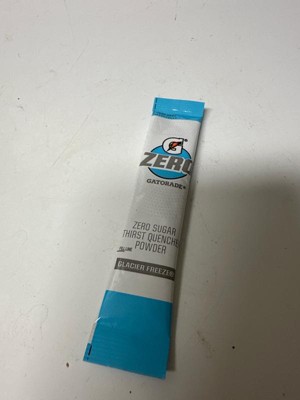 G
ZERO
GATORADE
ZERO SUGAR
THIRST QUENCHER
POWDER
GLACIER FREEZE